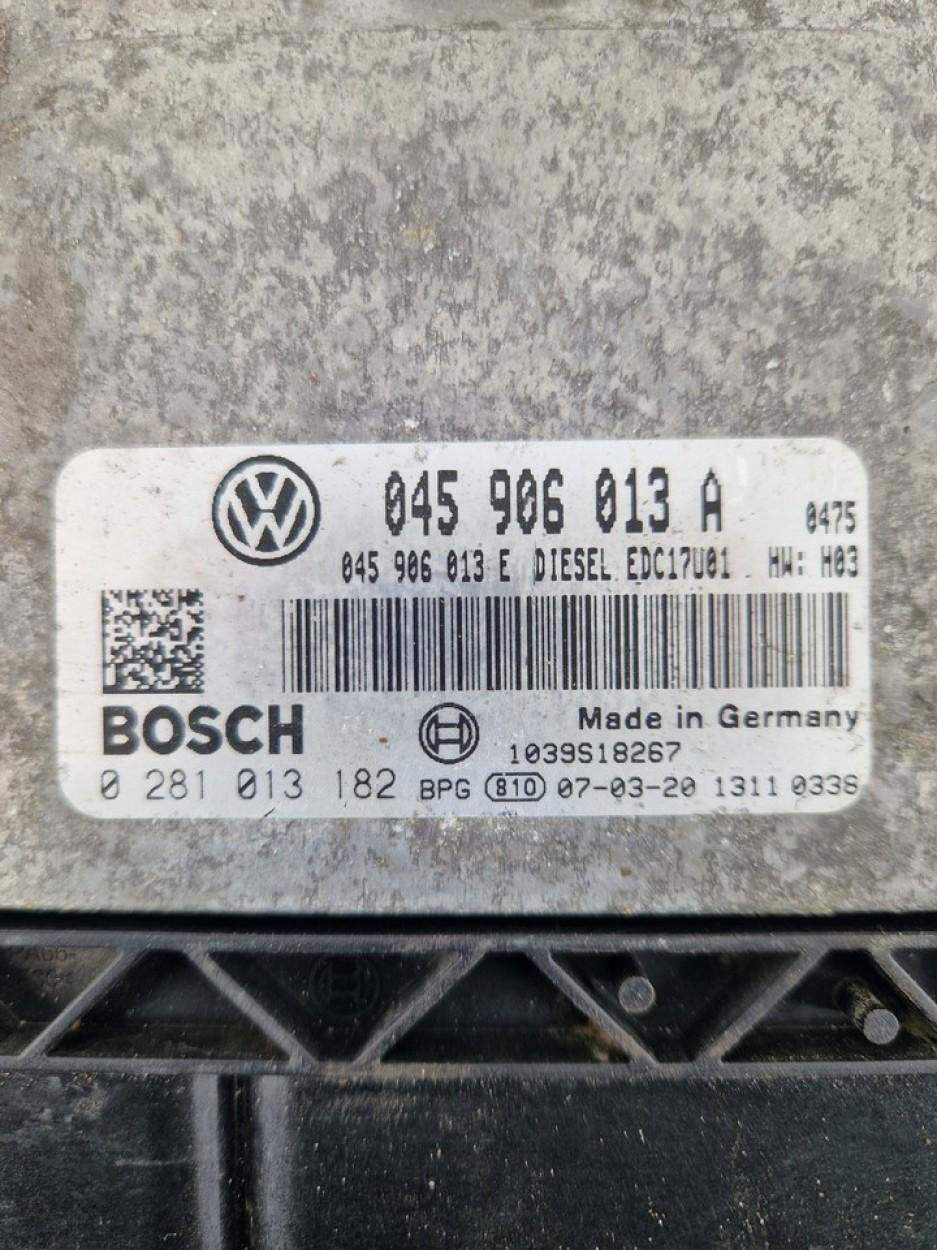 045 906 013 A 0475
045 906 013 E DIESEL EDC17U01 HW: H03
BOSCH Made in Germany
1039S18267
0 281 013 182 BPG 810 07-03-20 1311 0338